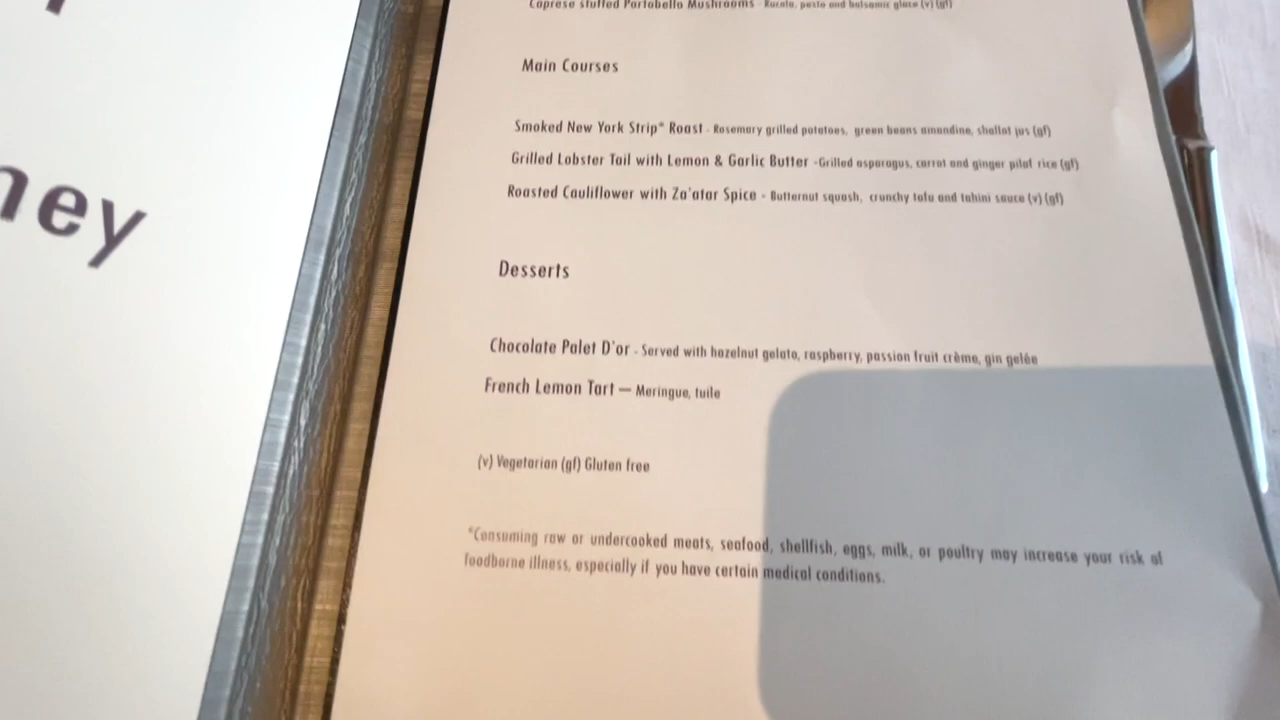 ney
Caprese stuffed Portabello Mushrooms - Rucola, pesto and balsamic glace (v) (gf)
Main Courses
Smoked New York Strip* Roast - Rosemary grilled potatoes, green beans amandine, shallot jus (gf)
Grilled Lobster Tail with Lemon & Garlic Butter -Grilled asparagus, carrot and ginger pilaf rice (gf)
Roasted Cauliflower with Za'atar Spice - Butternut squash, crunchy tofu and tahini sauce (v) (gf)
Desserts
Chocolate Palet D'or - Served with hazelnut gelato, raspberry, passion fruit crème, gin gelée
French Lemon Tart — Meringue, tuile
(v) Vegetarian (gf) Gluten free
*Consuming raw or undercooked meats, seafood, shellfish, eggs, milk, or poultry may increase your risk of
foodborne illness, especially if you have certain medical conditions.